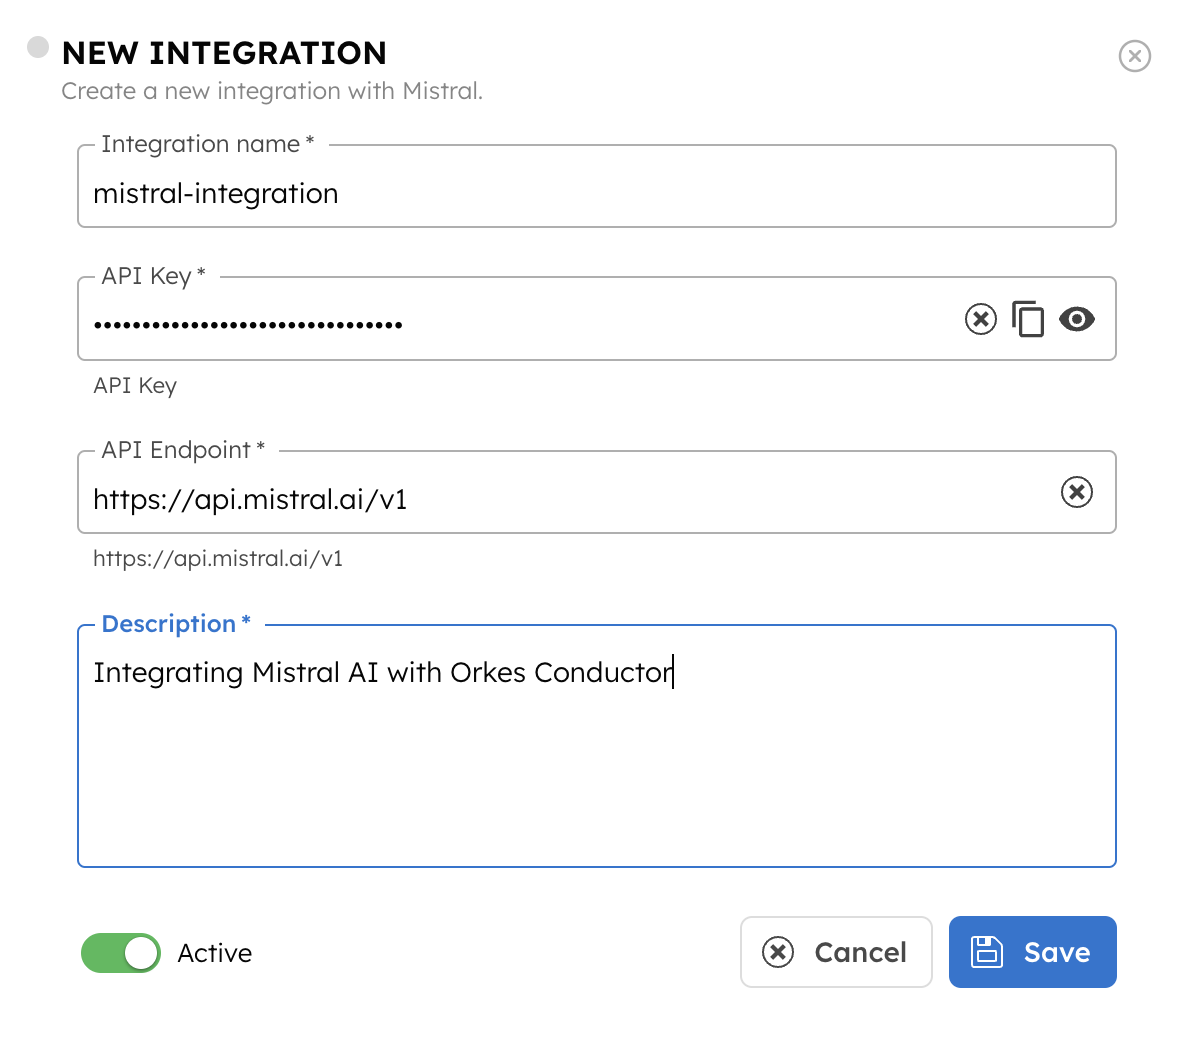 NEW INTEGRATION
Create a new integration with Mistral.
Integration name *
mistral-integration
API Key *
••••••••••••••••••••••••••••••••
API Key
API Endpoint *
https://api.mistral.ai/v1
https://api.mistral.ai/v1
Description *
Integrating Mistral AI with Orkes Conductor
Active
Cancel
Save